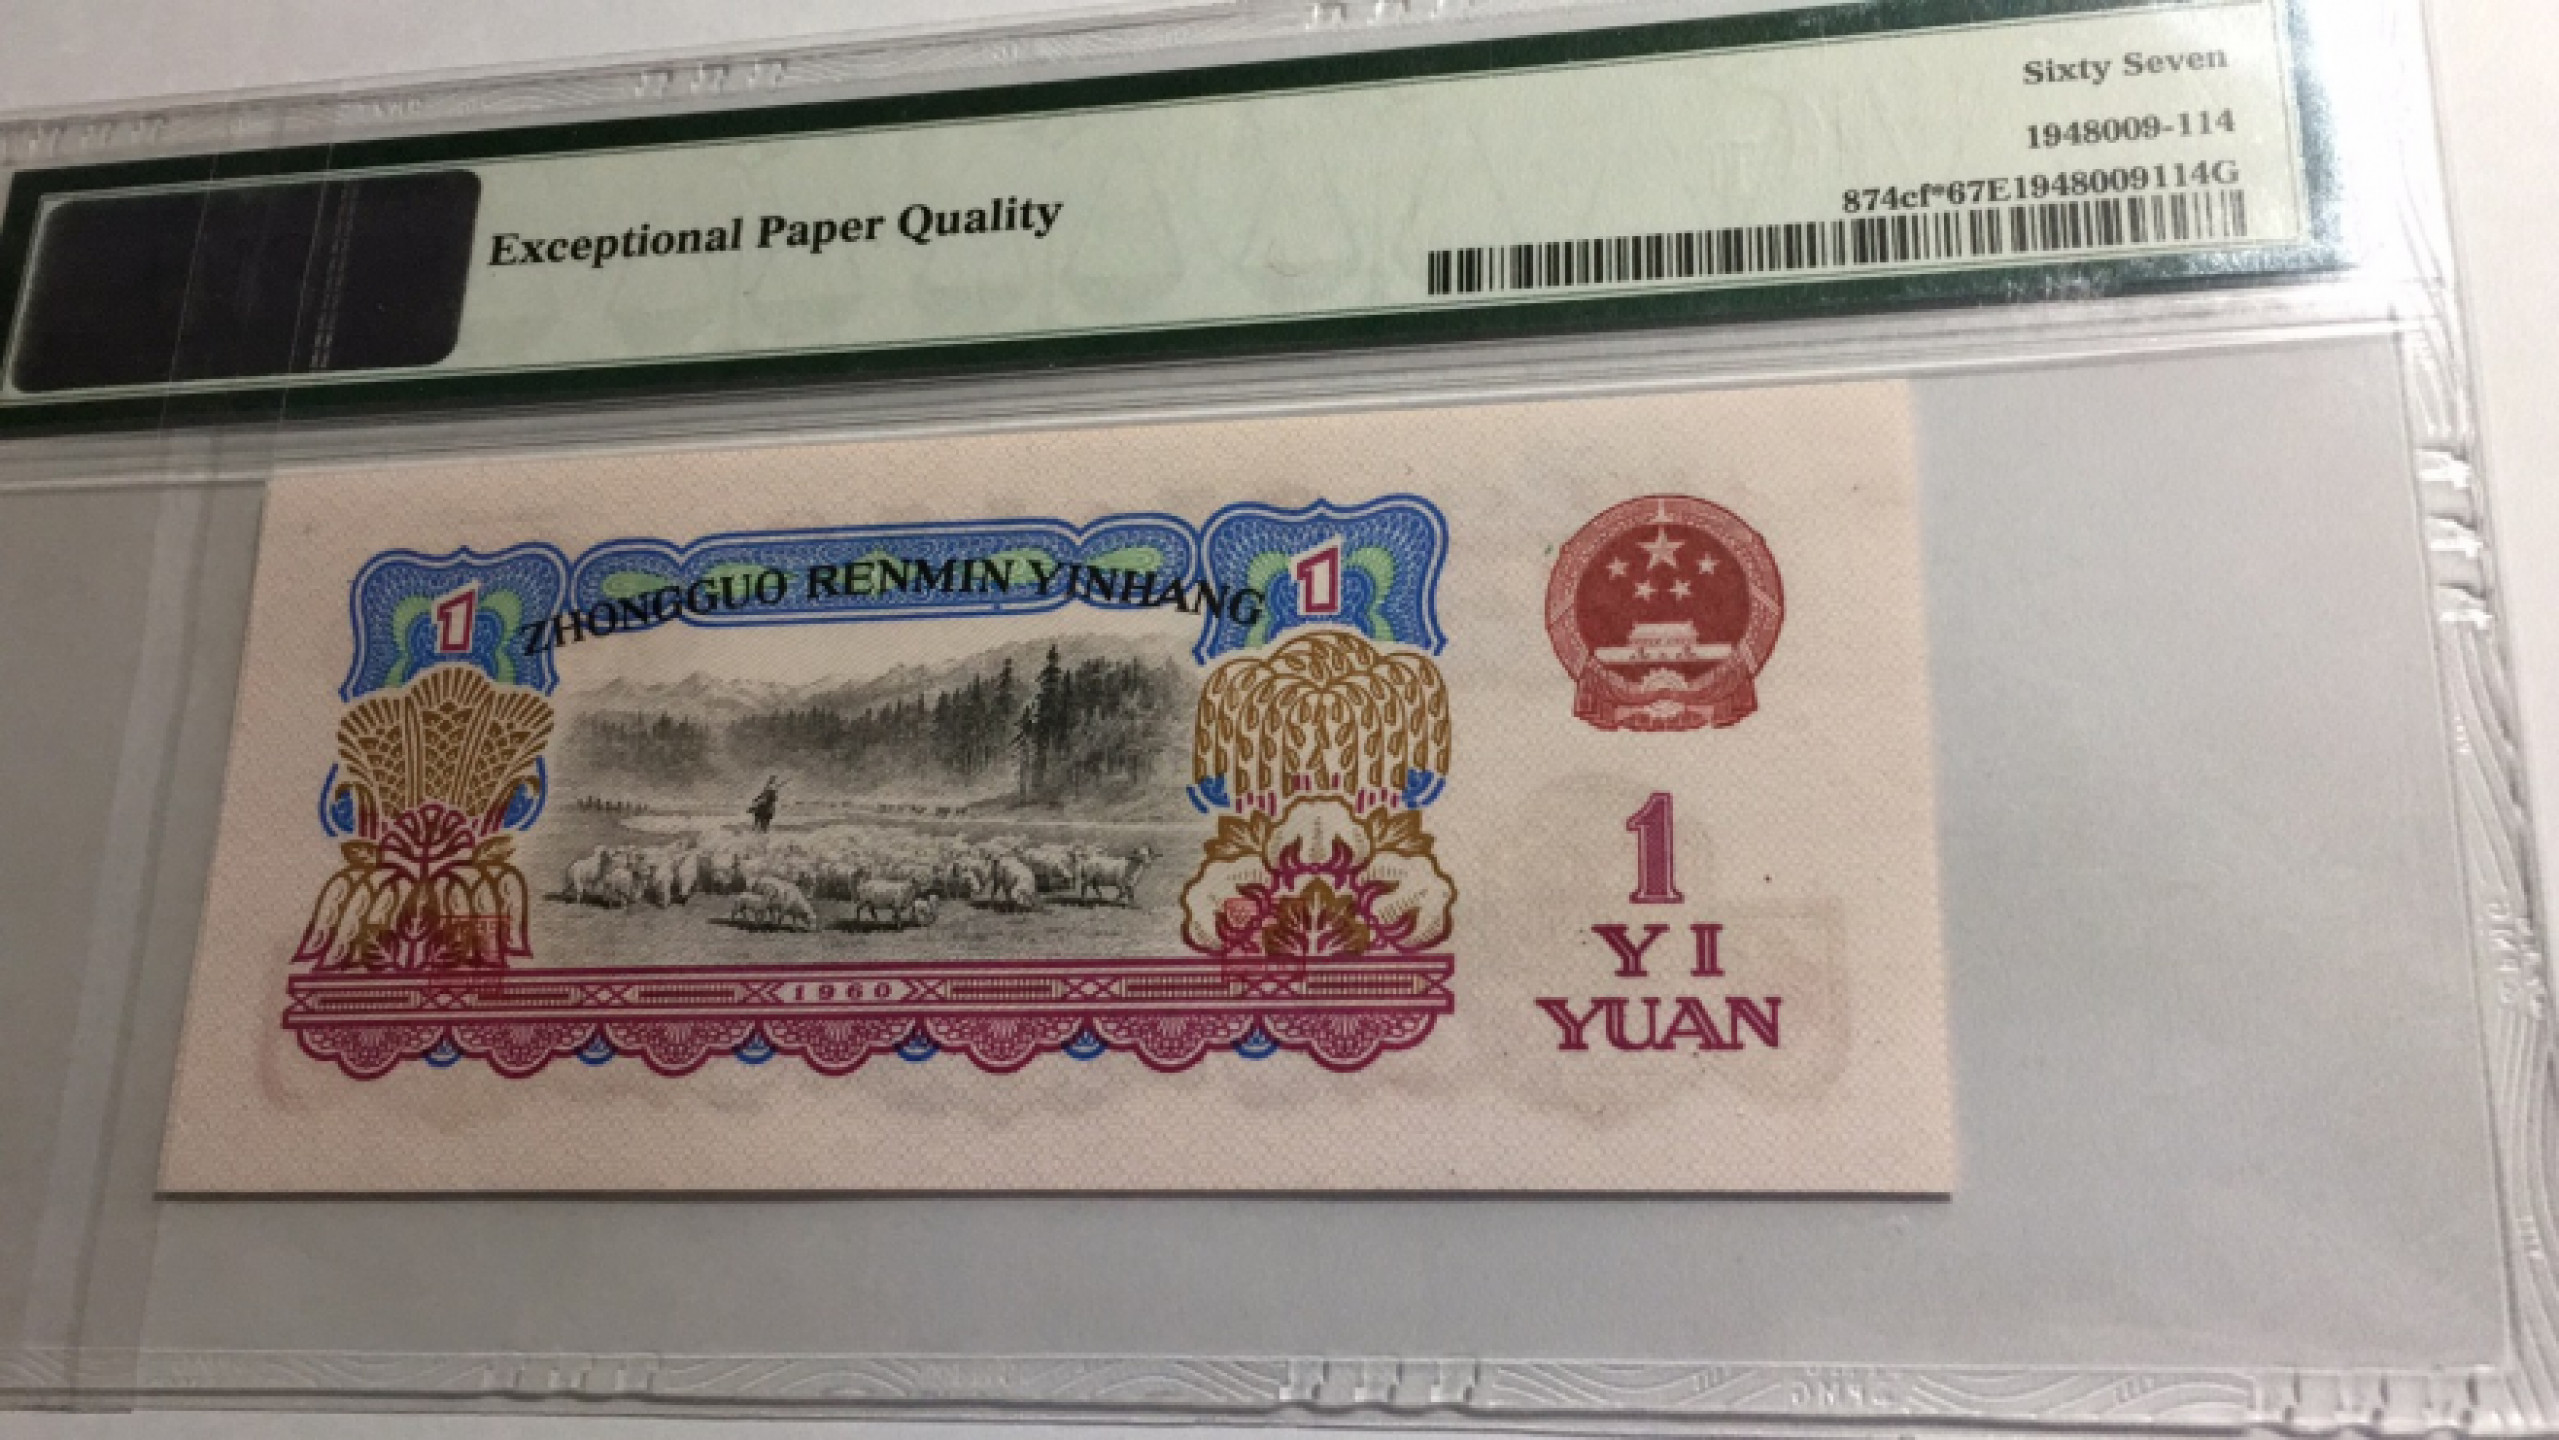 Sixty Seven
1948009-114
874cf*67E1948009114G
Exceptional Paper Quality
1
ZHONGGUO RENMIN YINHANG
1
1960
1
YI
YUAN